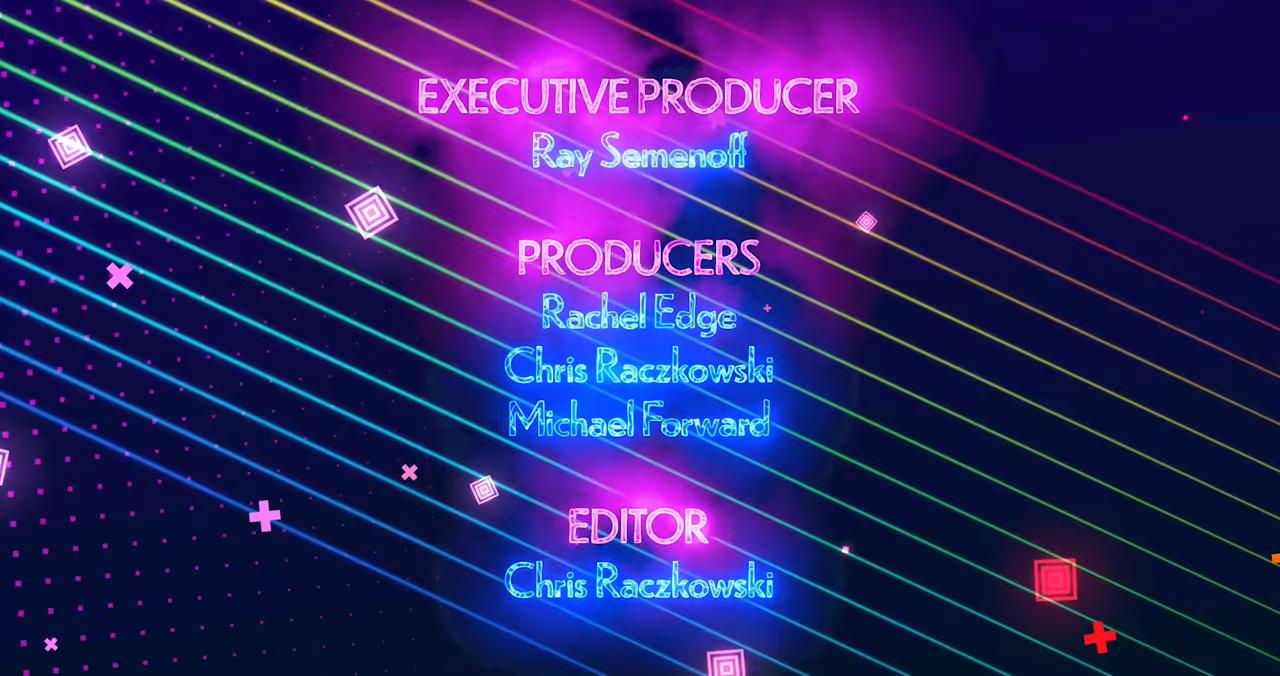 EXECUTIVE PRODUCER
Ray Semenoff
PRODUCERS
Rachel Edge
Chris Raczkowski
Michael Forward
EDITOR
Chris Raczkowski